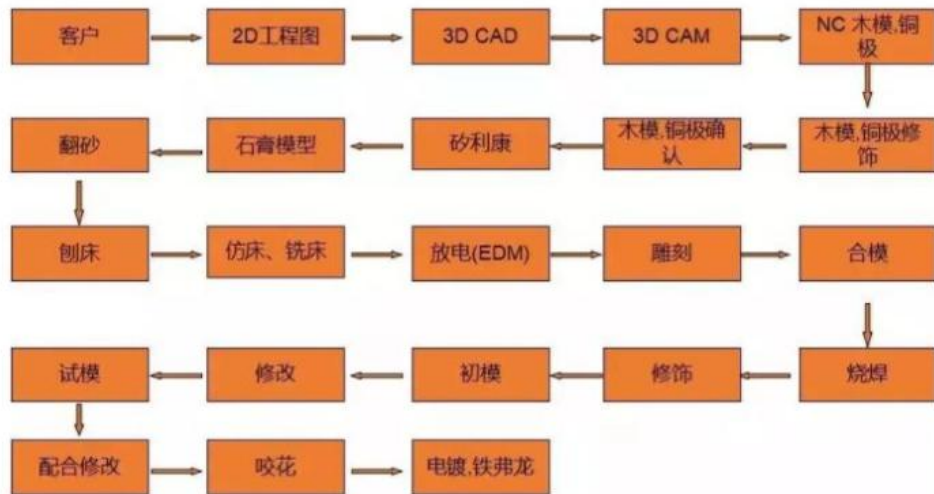 客户
2D工程图
3D CAD
3D CAM
NC 木模,铜
极
翻砂
石膏模型
矽利康
木模,铜极确
认
木模,铜极修
饰
刨床
仿床、铣床
放电(EDM)
雕刻
合模
试模
修改
初模
修饰
烧焊
配合修改
咬花
电镀,铁弗龙